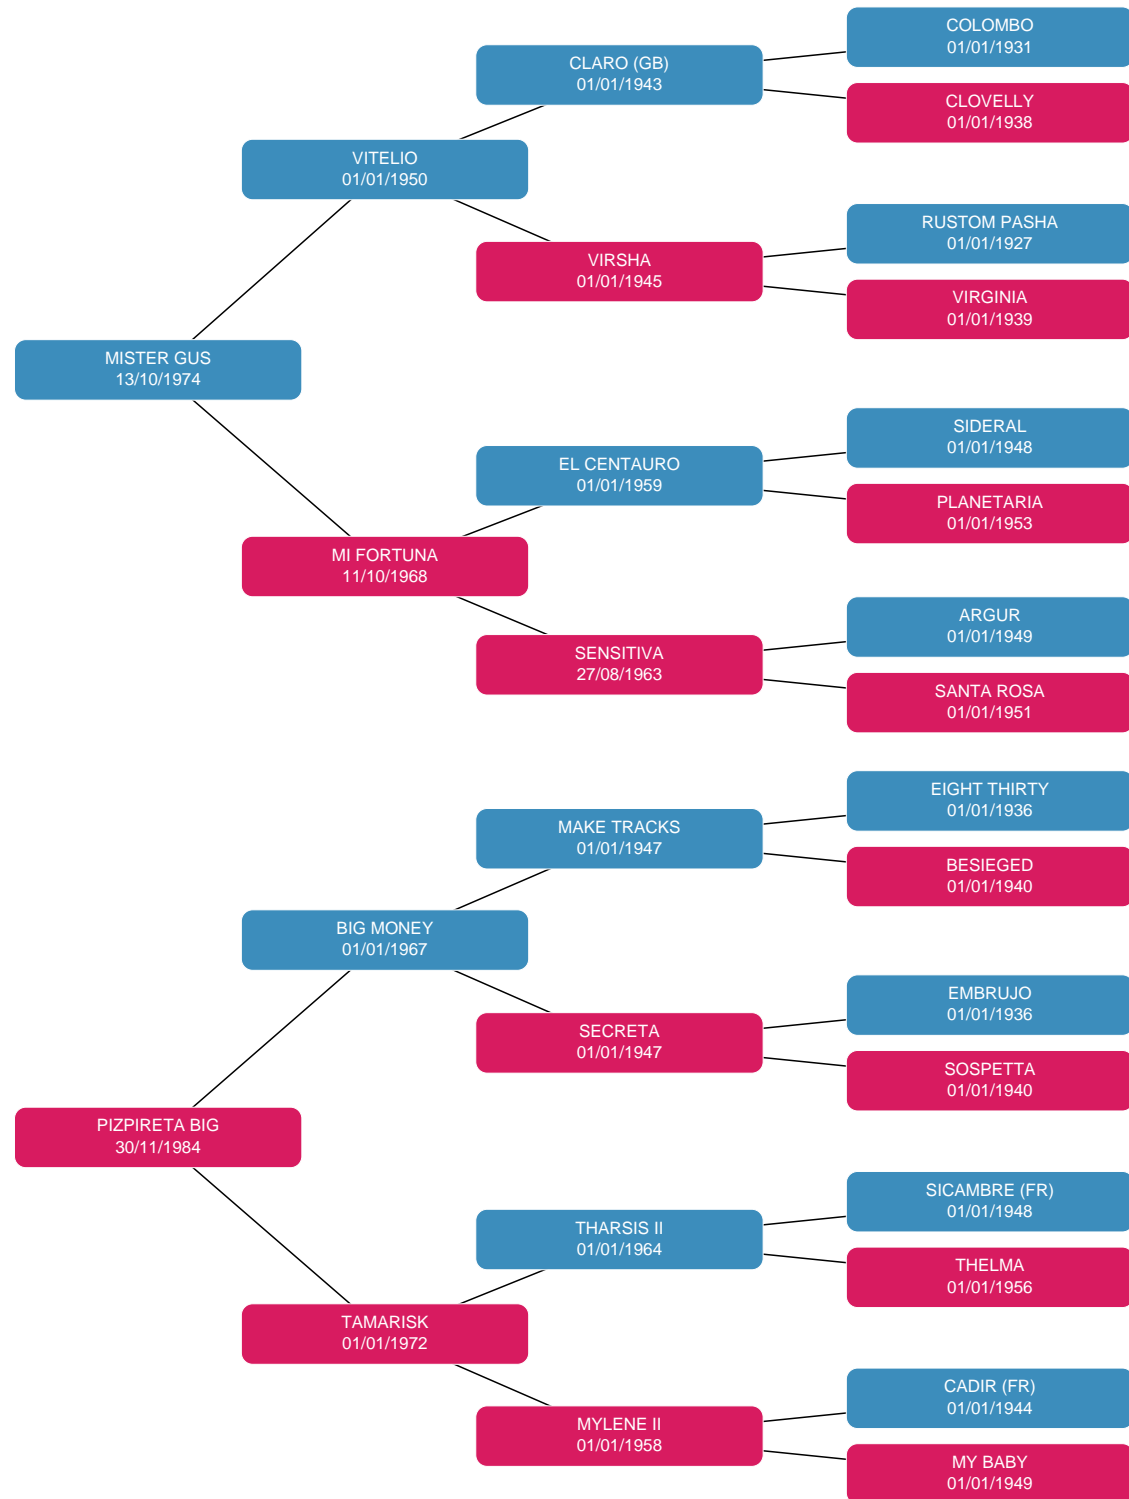 COLOMBO
01/01/1931
CLARO (GB)
01/01/1943
CLOVELLY
01/01/1938
VITELIO
01/01/1950
RUSTOM PASHA
01/01/1927
VIRSHA
01/01/1945
VIRGINIA
01/01/1939
MISTER GUS
13/10/1974
SIDERAL
01/01/1948
EL CENTAURO
01/01/1959
PLANETARIA
01/01/1953
MI FORTUNA
11/10/1968
ARGUR
01/01/1949
SENSITIVA
27/08/1963
SANTA ROSA
01/01/1951
EIGHT THIRTY
01/01/1936
MAKE TRACKS
01/01/1947
BESIEGED
01/01/1940
BIG MONEY
01/01/1967
EMBRUJO
01/01/1936
SECRETA
01/01/1947
SOSPETTA
01/01/1940
PIZPIRETA BIG
30/11/1984
SICAMBRE (FR)
01/01/1948
THARSIS II
01/01/1964
THELMA
01/01/1956
TAMARISK
01/01/1972
CADIR (FR)
01/01/1944
MYLENE II
01/01/1958
MY BABY
01/01/1949